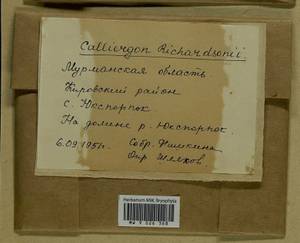 Calliergon Richardsonii
Мурманская область
Кировский район
с. Юкспорйок
На долине р. Юкспорйок
6.09.1951г. Собр. Шишкина
Опр. Шляков.
Herbarium MW, Bryophyta